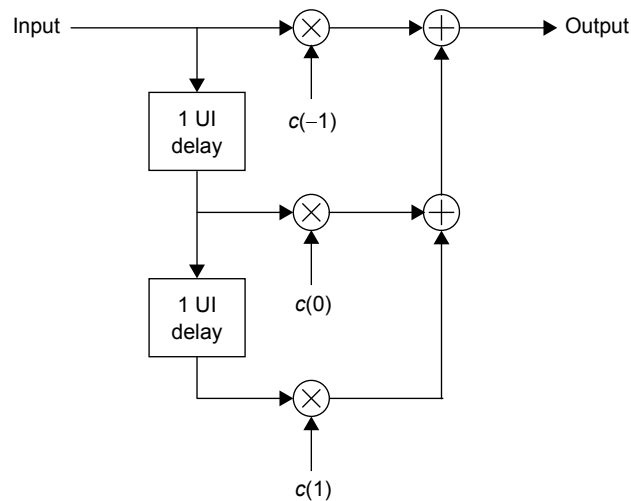 Input
Output
1 UI
delay
c(−1)
1 UI
delay
c(0)
c(1)